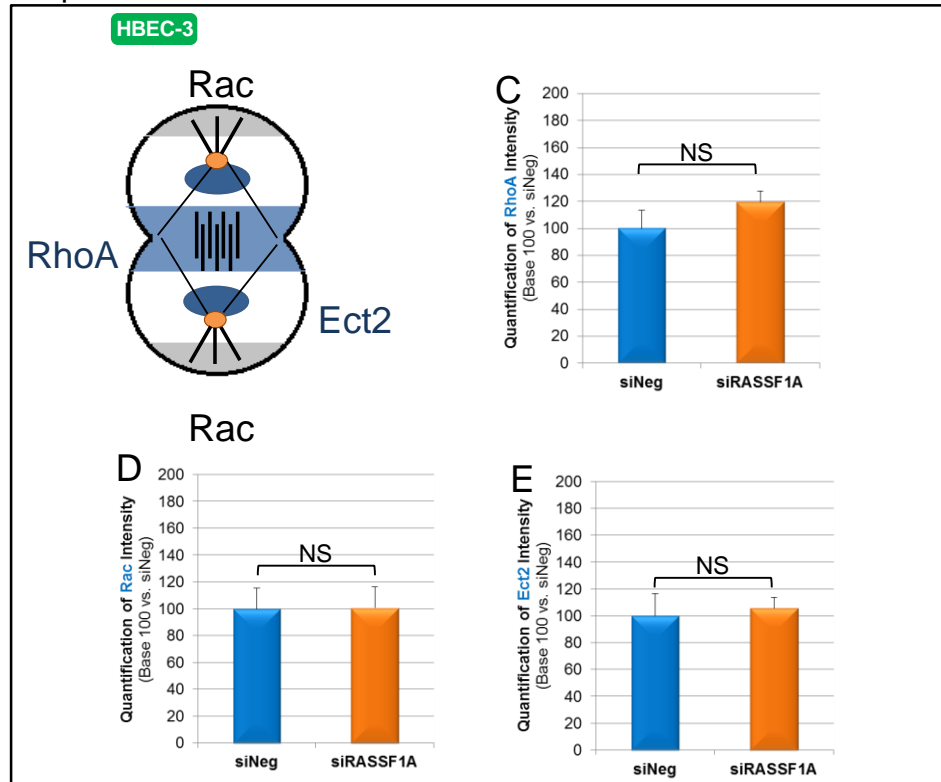 HBEC-3
Rac
RhoA
Ect2
Rac
C
Quantification of RhoA Intensity
(Base 100 vs. siNeg)
200
180
160
140
120
100
80
60
40
20
0
NS
siNeg
siRASSF1A
D
Quantification of Rac Intensity
(Base 100 vs. siNeg)
200
180
160
140
120
100
80
60
40
20
0
NS
siNeg
siRASSF1A
E
Quantification of Ect2 Intensity
(Base 100 vs. siNeg)
200
180
160
140
120
100
80
60
40
20
0
NS
siNeg
siRASSF1A